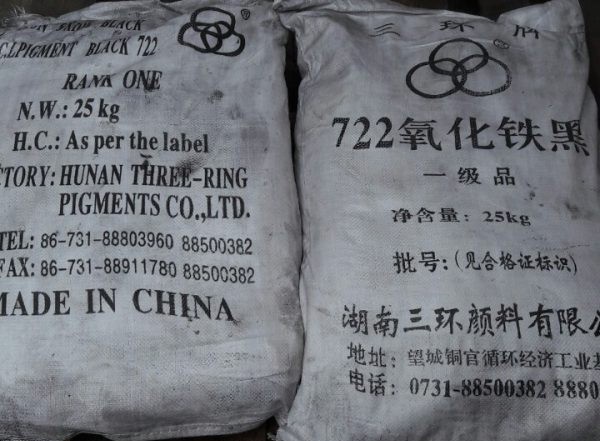 IRON BLACK
C.I.PIGMENT BLACK 722
RANK ONE
N.W.: 25 kg
H.C.: As per the label
CTORY: HUNAN THREE-RING
PIGMENTS CO.,LTD.
TEL: 86-731-88803960 88500382
FAX: 86-731-88911780 88500382
MADE IN CHINA
三环牌
722氧化铁黑
一级品
净含量: 25kg
批号:(见合格证标识)
湖南三环颜料有限公
地址: 望城铜官循环经济工业基
电话: 0731-88500382 8880